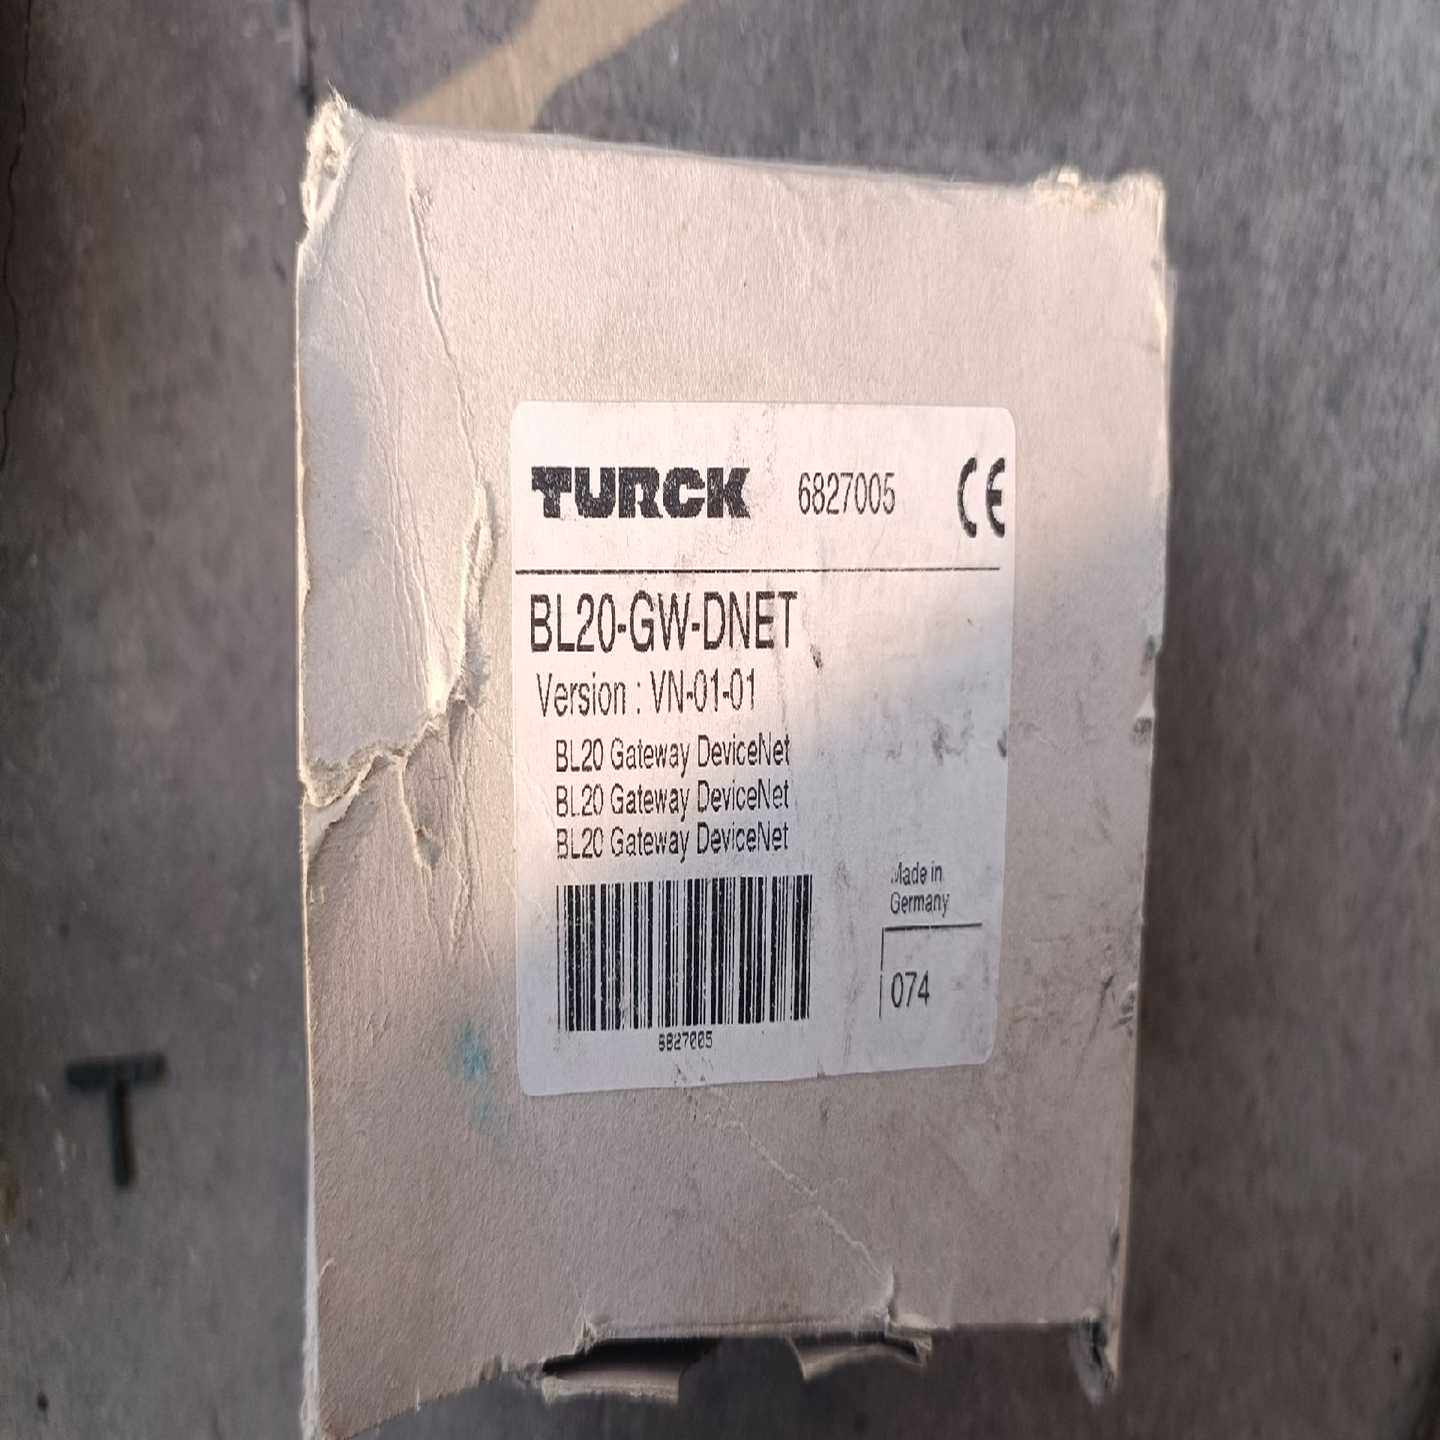 TURCK 6827005 CE
BL20-GW-DNET
Version : VN-01-01
BL20 Gateway DeviceNet
BL20 Gateway DeviceNet
BL20 Gateway DeviceNet
Made in
Germany
074
6827005
T